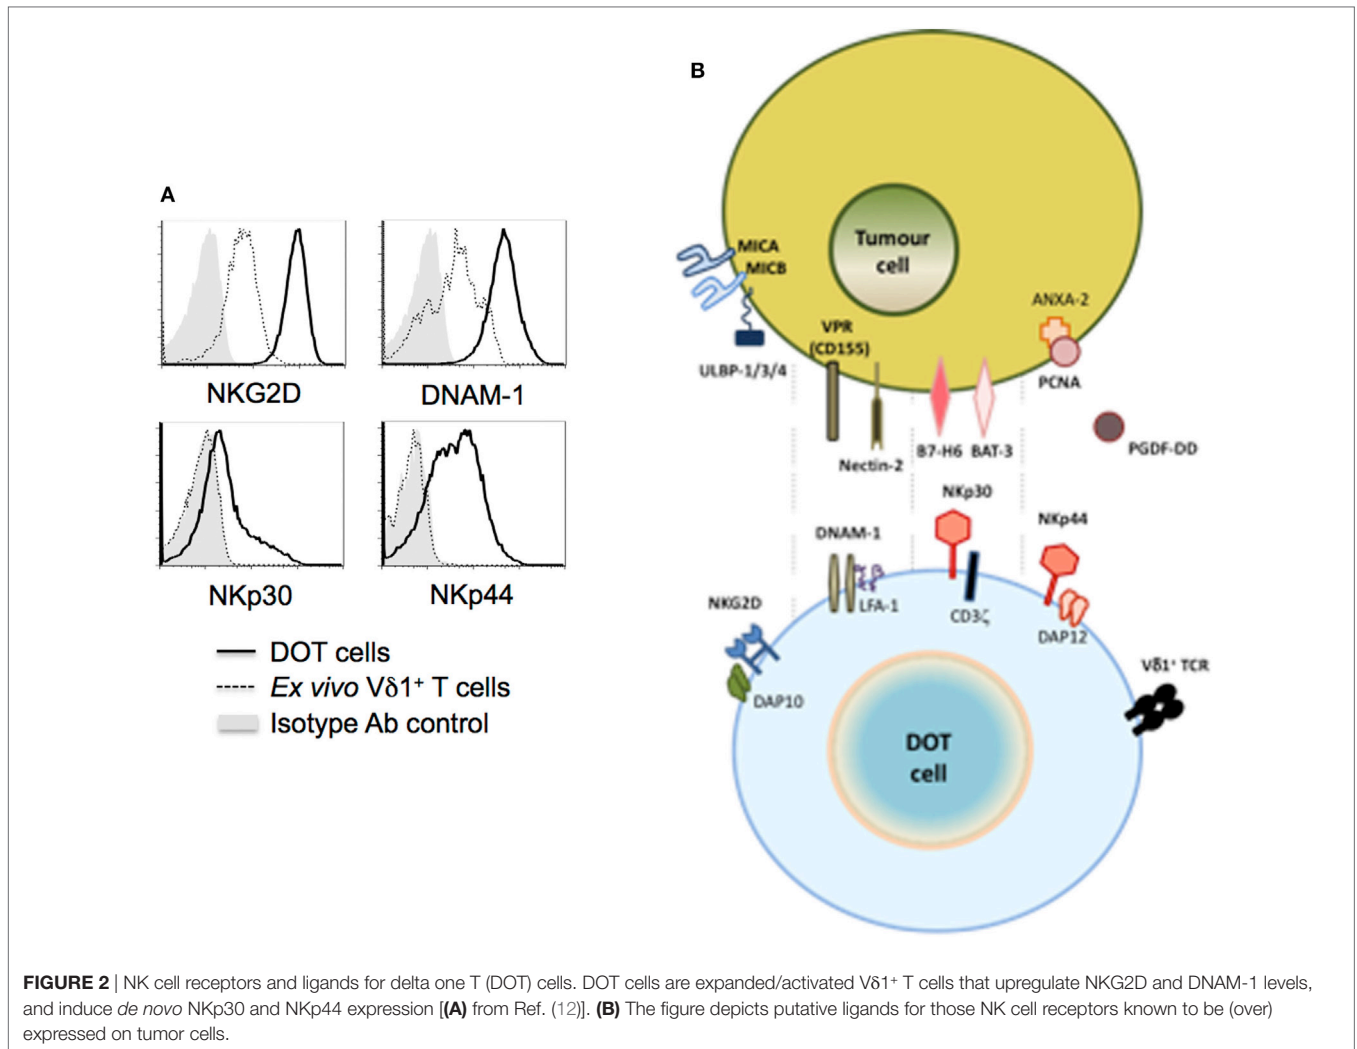 A
NKG2D
DNAM-1
NKp30
NKp44
DOT cells
Ex vivo Vδ1⁺ T cells
Isotype Ab control
B
Tumour
cell
MICA
MICB
ULBP-1/3/4
VPR
(CD155)
Nectin-2
B7-H6 BAT-3
ANXA-2
PCNA
PGDF-DD
NKp30
NKp44
DNAM-1
LFA-1
CD3ζ
DAP12
NKG2D
DAP10
Vδ1⁺ TCR
DOT
cell
FIGURE 2 | NK cell receptors and ligands for delta one T (DOT) cells. DOT cells are expanded/activated Vδ1⁺ T cells that upregulate NKG2D and DNAM-1 levels,
and induce de novo NKp30 and NKp44 expression [(A) from Ref. (12)]. (B) The figure depicts putative ligands for those NK cell receptors known to be (over)
expressed on tumor cells.